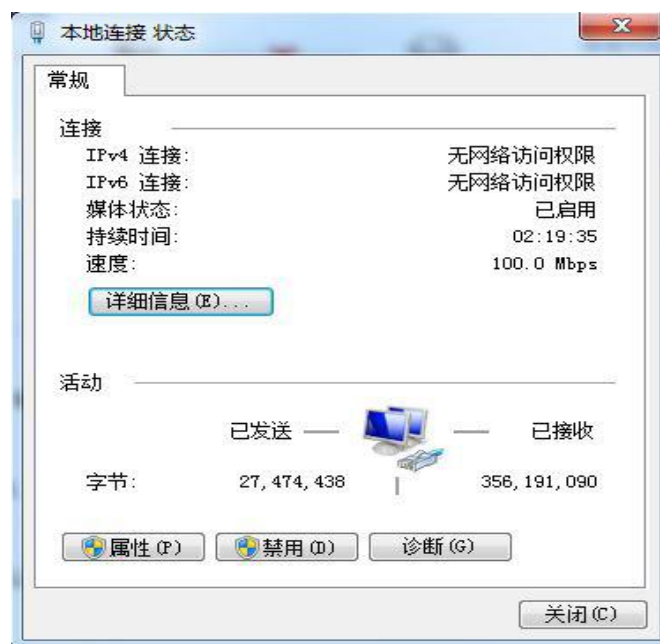 本地连接 状态
常规
连接
IPv4 连接: 无网络访问权限
IPv6 连接: 无网络访问权限
媒体状态: 已启用
持续时间: 02:19:35
速度: 100.0 Mbps
详细信息(E)...
活动
已发送 — — 已接收
字节: 27,474,438 | 356,191,090
属性(P) 禁用(D) 诊断(G)
关闭(C)